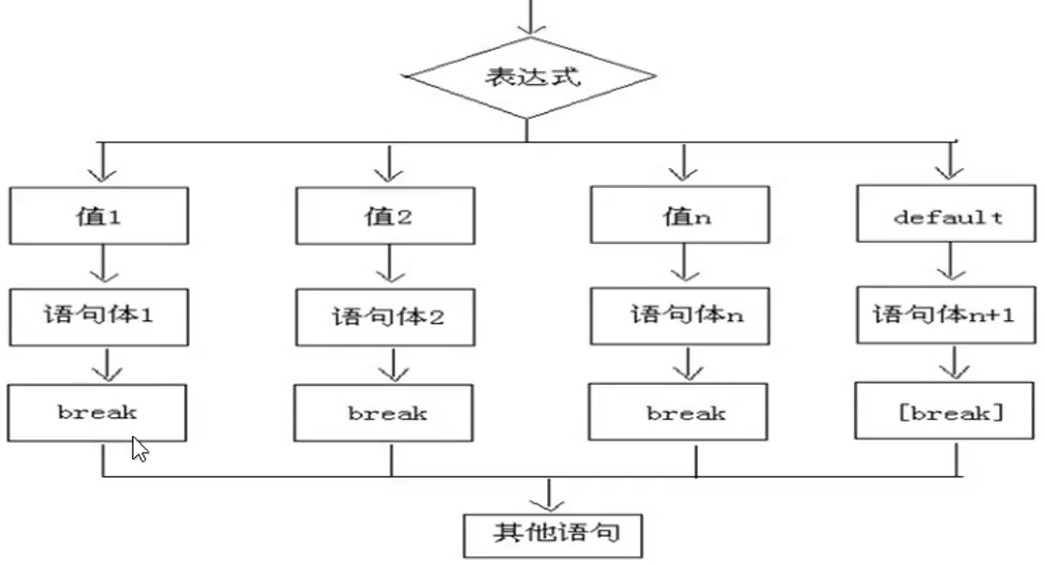 表达式
值1
值2
值n
default
语句体1
语句体2
语句体n
语句体n+1
break
break
break
[break]
其他语句